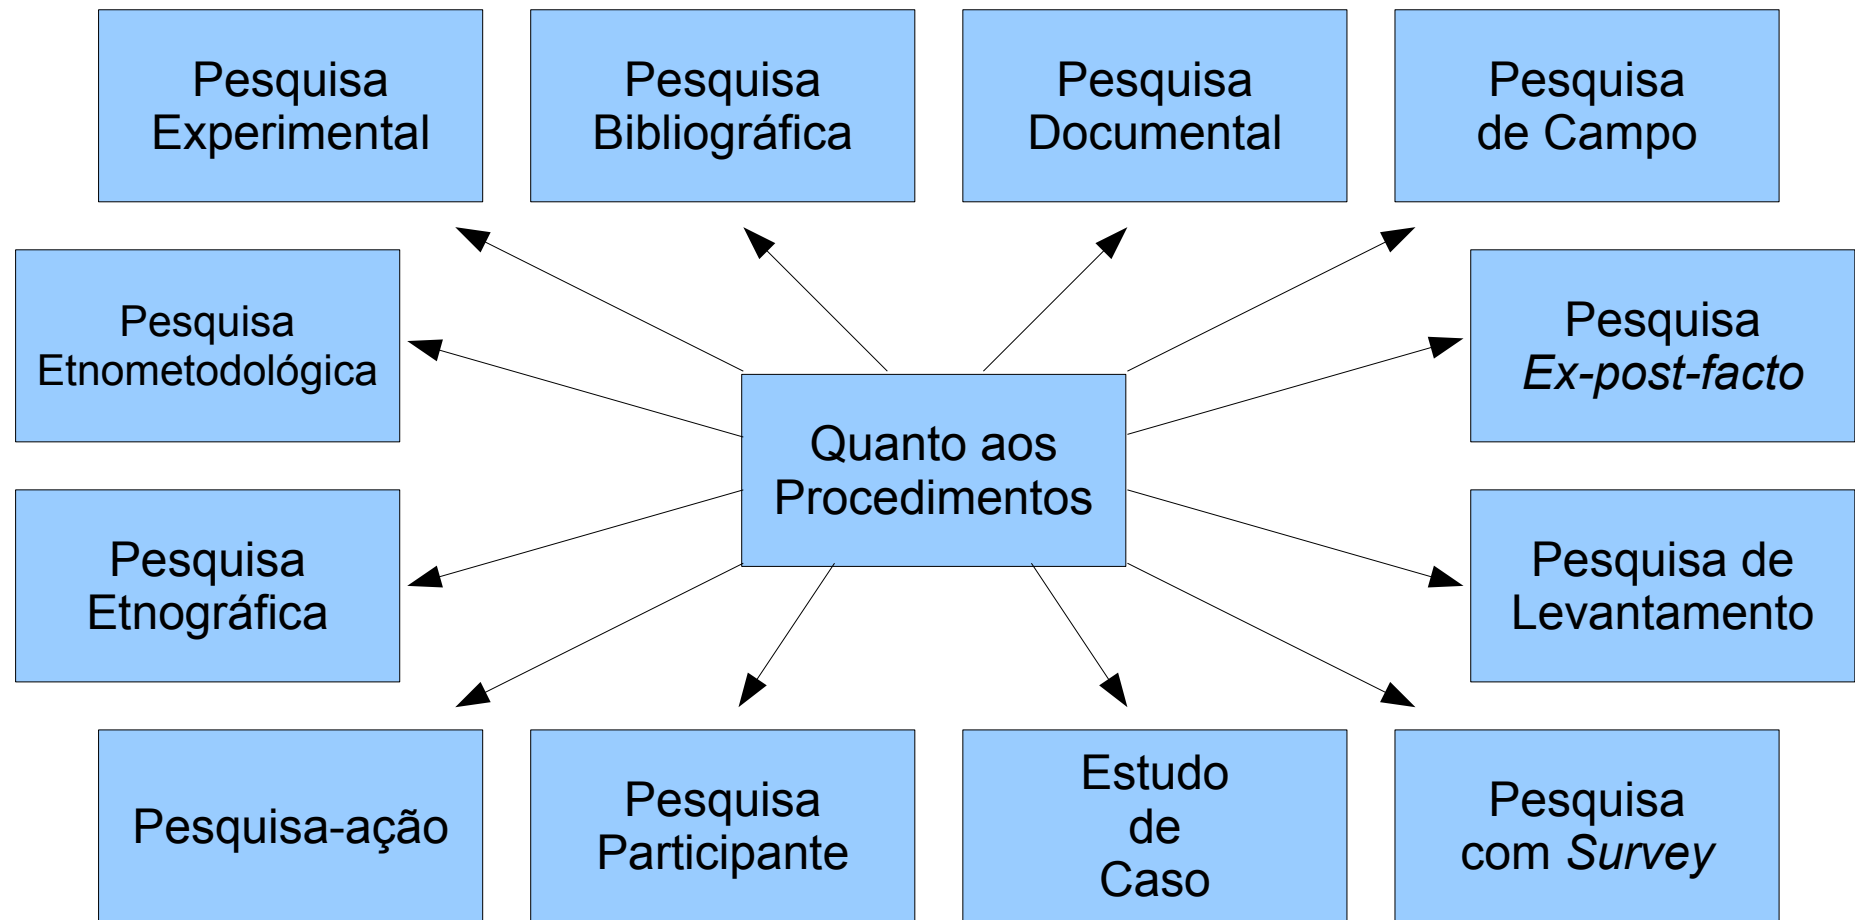 Pesquisa
Experimental
Pesquisa
Bibliográfica
Pesquisa
Documental
Pesquisa
de Campo
Pesquisa
Etnometodológica
Pesquisa
Ex-post-facto
Quanto aos
Procedimentos
Pesquisa
Etnográfica
Pesquisa de
Levantamento
Pesquisa-ação
Pesquisa
Participante
Estudo
de
Caso
Pesquisa
com Survey